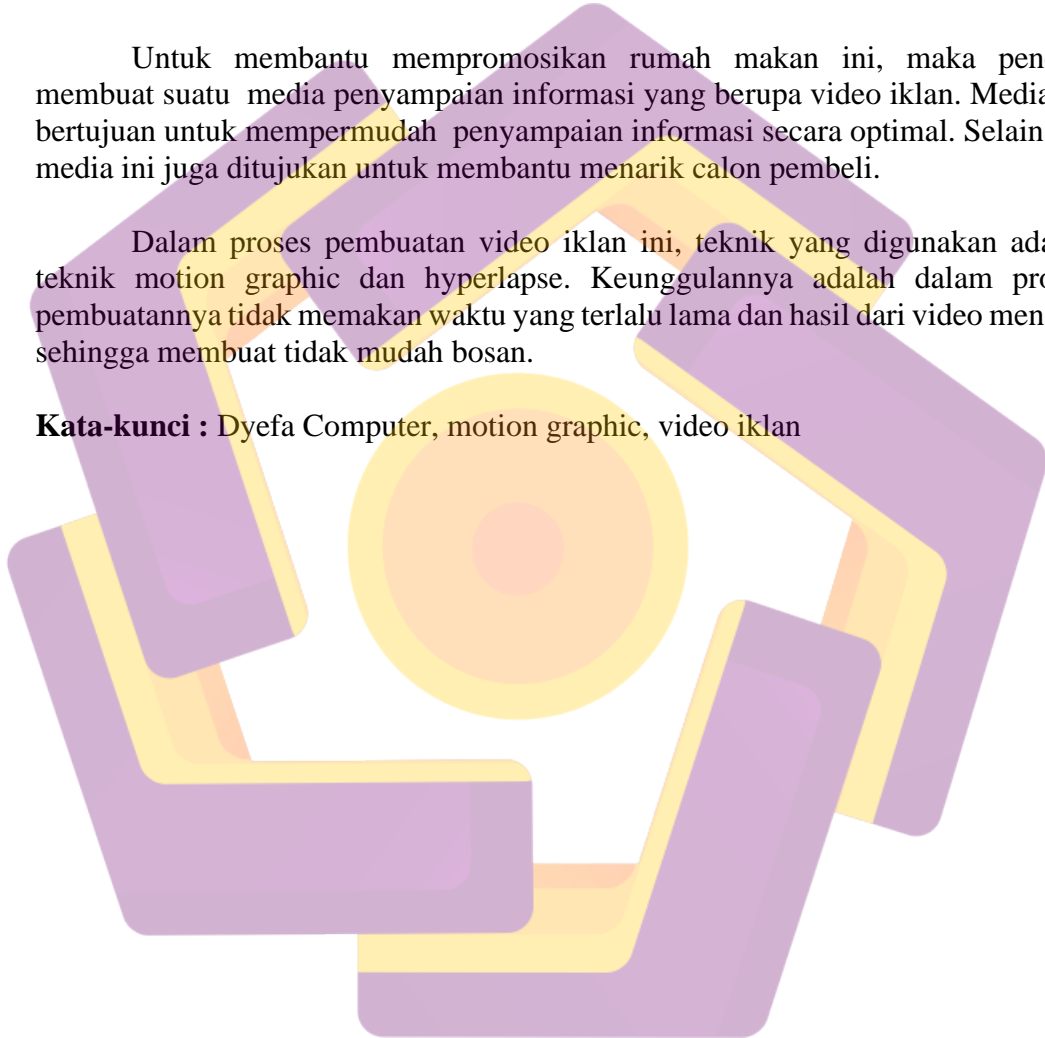 Untuk membantu mempromosikan rumah makan ini, maka pen
membuat suatu media penyampaian informasi yang berupa video iklan. Media
bertujuan untuk mempermudah penyampaian informasi secara optimal. Selain
media ini juga ditujukan untuk membantu menarik calon pembeli.
Dalam proses pembuatan video iklan ini, teknik yang digunakan ada
teknik motion graphic dan hyperlapse. Keunggulannya adalah dalam pro
pembuatannya tidak memakan waktu yang terlalu lama dan hasil dari video men
sehingga membuat tidak mudah bosan.
Kata-kunci : Dyefa Computer, motion graphic, video iklan